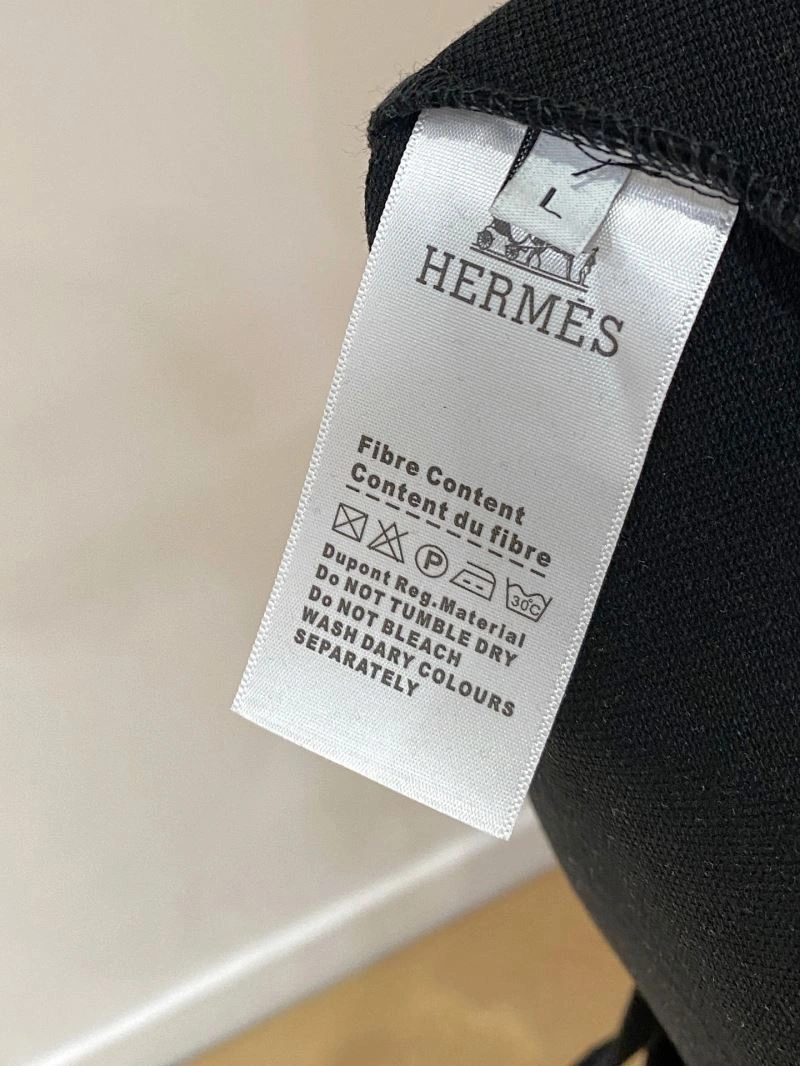 L
HERMÈS
Fibre Content
Content du fibre
P
30°C
Dupont Reg.Material
Do NOT TUMBLE DRY
Do NOT BLEACH
WASH DARY COLOURS
SEPARATELY